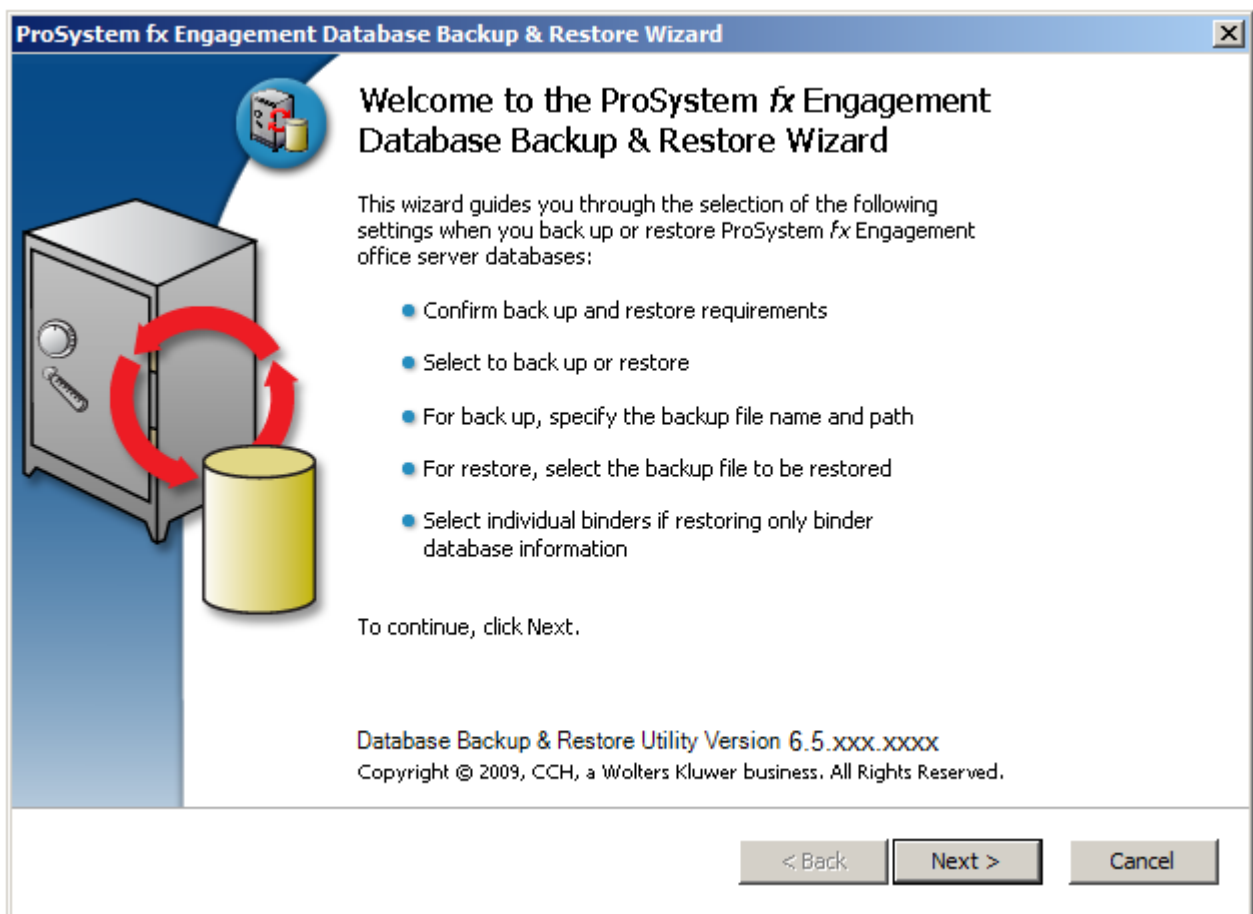 ProSystem fx Engagement Database Backup & Restore Wizard
Welcome to the ProSystem fx Engagement
Database Backup & Restore Wizard
This wizard guides you through the selection of the following
settings when you back up or restore ProSystem fx Engagement
office server databases:
Confirm back up and restore requirements
Select to back up or restore
For back up, specify the backup file name and path
For restore, select the backup file to be restored
Select individual binders if restoring only binder
database information
To continue, click Next.
Database Backup & Restore Utility Version 6.5.xxx.xxxx
Copyright © 2009, CCH, a Wolters Kluwer business. All Rights Reserved.
< Back
Next >
Cancel